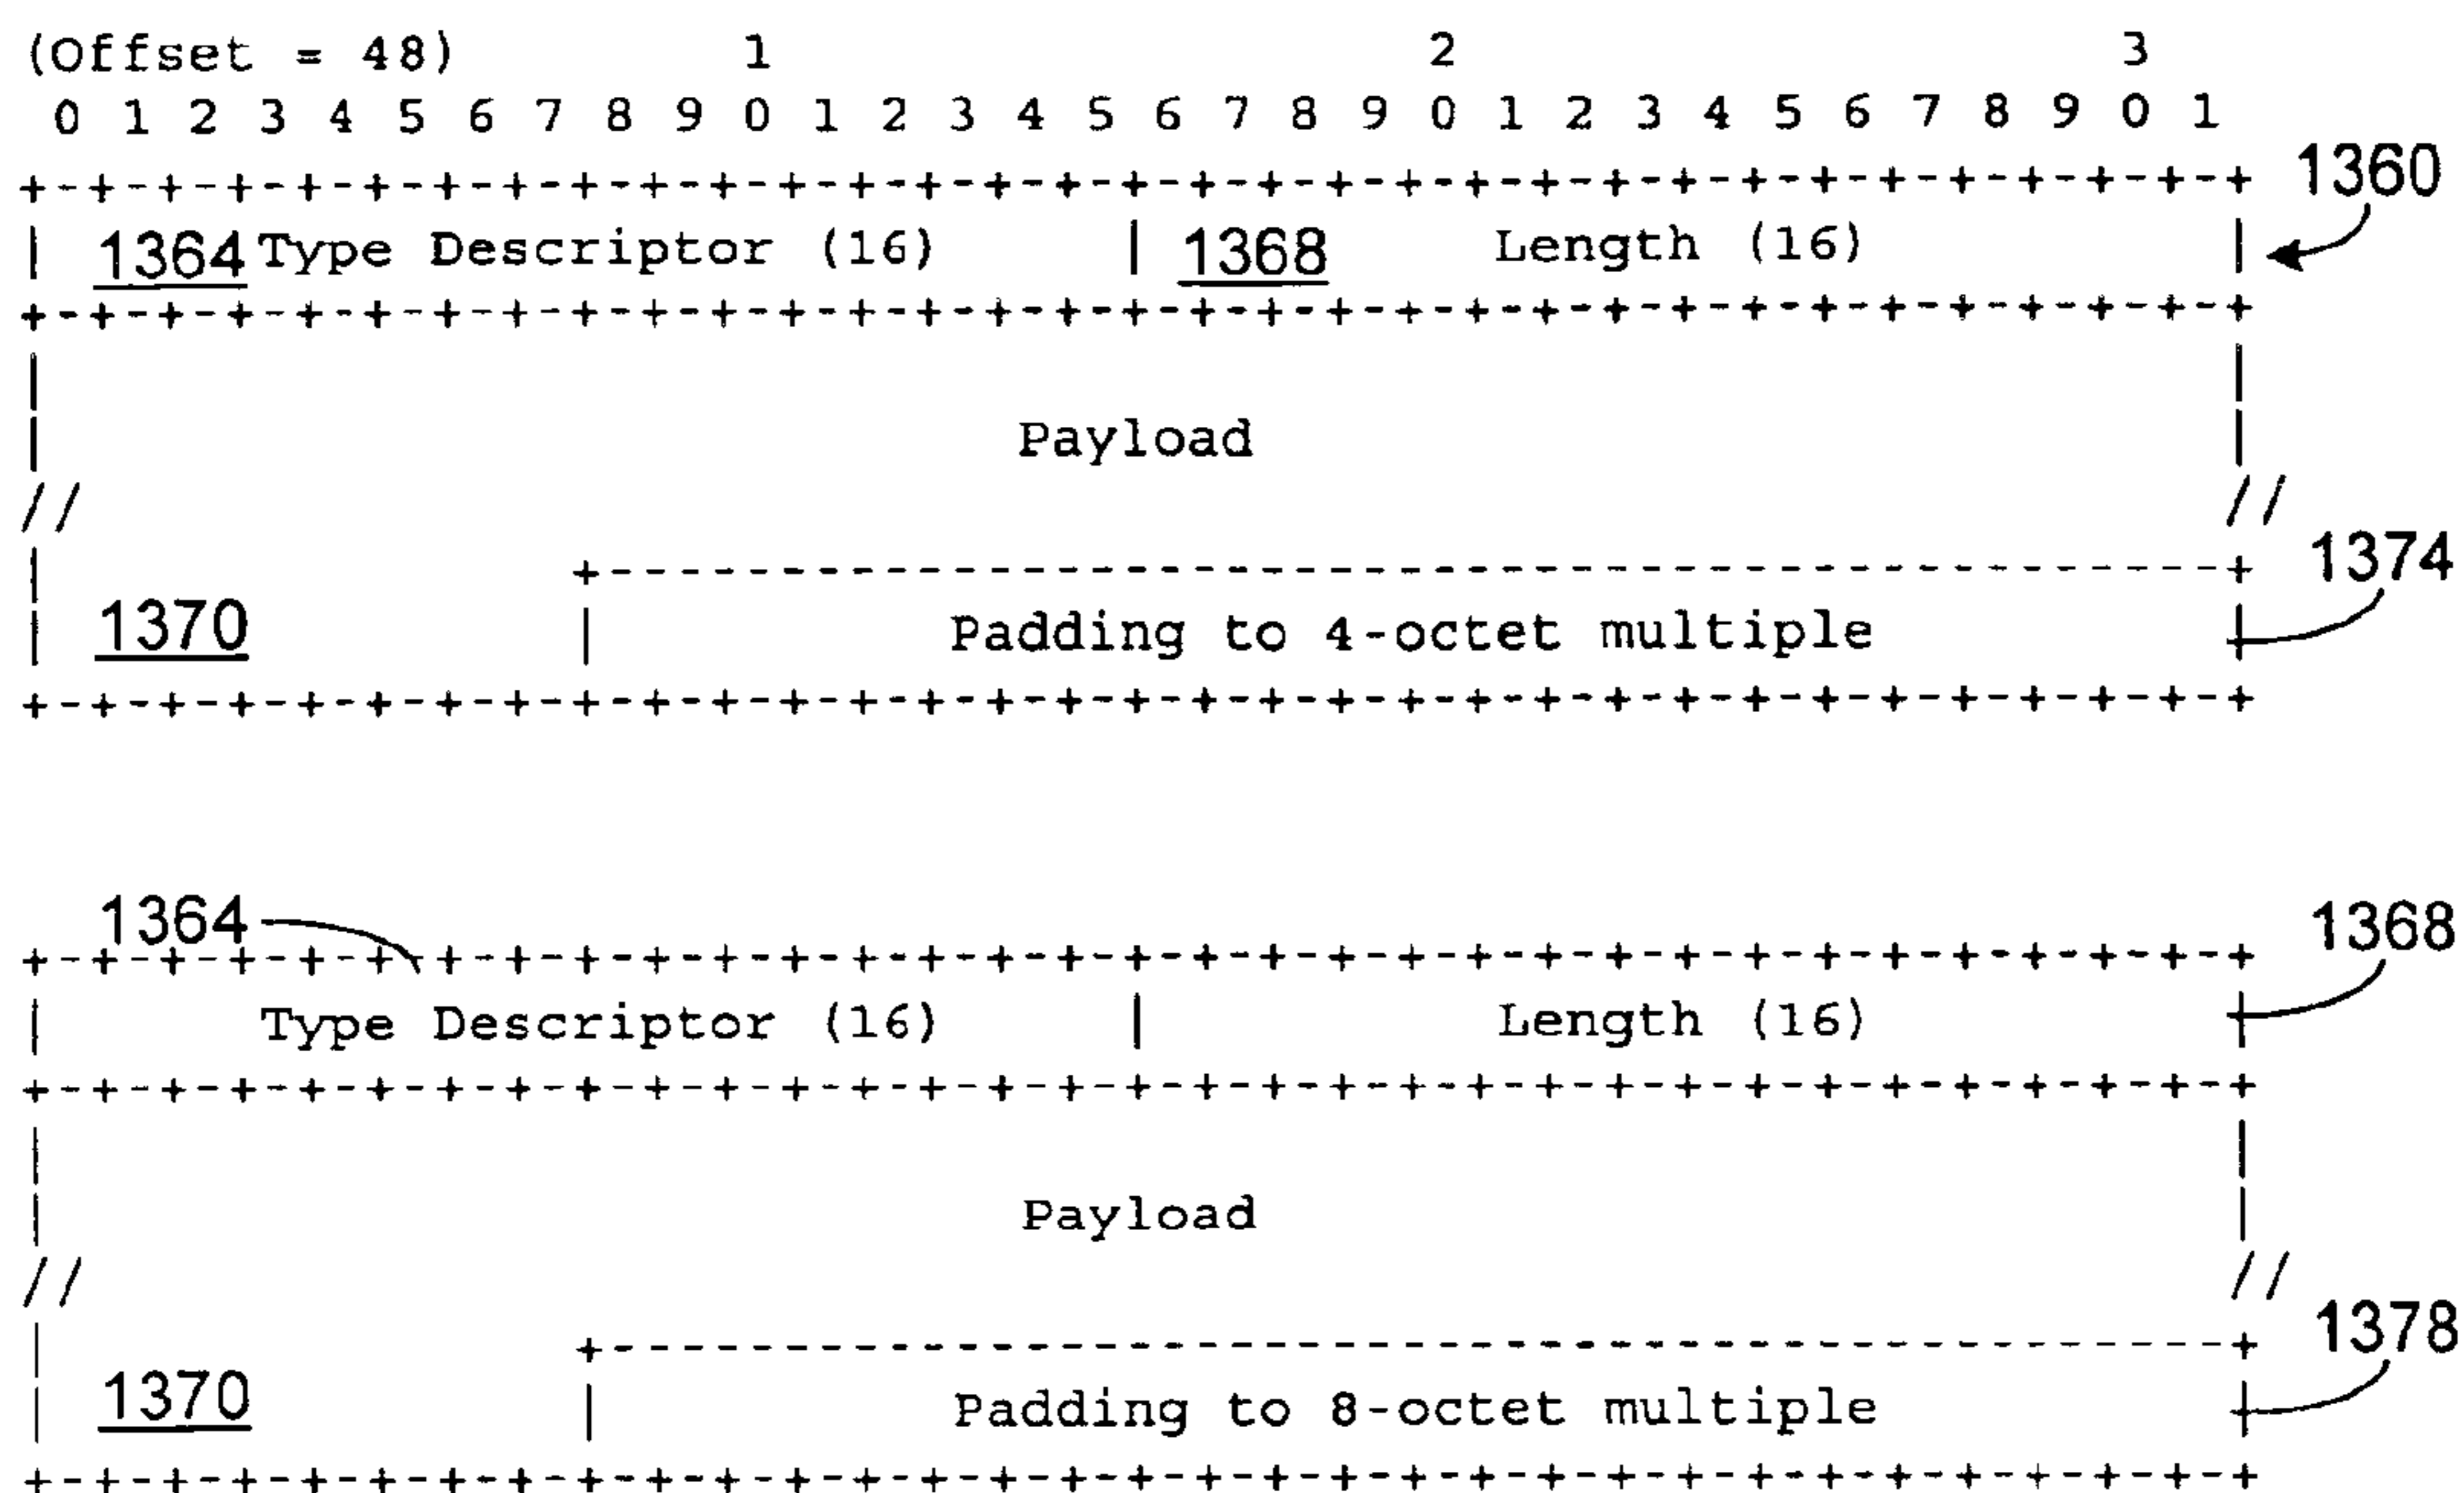 (Offset = 48) 1 2 3
0 1 2 3 4 5 6 7 8 9 0 1 2 3 4 5 6 7 8 9 0 1 2 3 4 5 6 7 8 9 0 1
+-+-+-+-+-+-+-+-+-+-+-+-+-+-+-+-+-+-+-+-+-+-+-+-+-+-+-+-+-+-+-+-+ 1360
| 1364 Type Descriptor (16) | 1368 Length (16) |
+-+-+-+-+-+-+-+-+-+-+-+-+-+-+-+-+-+-+-+-+-+-+-+-+-+-+-+-+-+-+-+-+
Payload
// //
1374
1370 | Padding to 4-octet multiple
+-+-+-+-+-+-+-+-+-+-+-+-+-+-+-+-+-+-+-+-+-+-+-+-+-+-+-+-+-+-+-+-+
1364 1368
+-+-+-+-+-+-+-+-+-+-+-+-+-+-+-+-+-+-+-+-+-+-+-+-+-+-+-+-+-+-+-+-+
| Type Descriptor (16) | Length (16)
+-+-+-+-+-+-+-+-+-+-+-+-+-+-+-+-+-+-+-+-+-+-+-+-+-+-+-+-+-+-+-+-+
Payload
// //
1378
1370 | Padding to 8-octet multiple
+-+-+-+-+-+-+-+-+-+-+-+-+-+-+-+-+-+-+-+-+-+-+-+-+-+-+-+-+-+-+-+-+